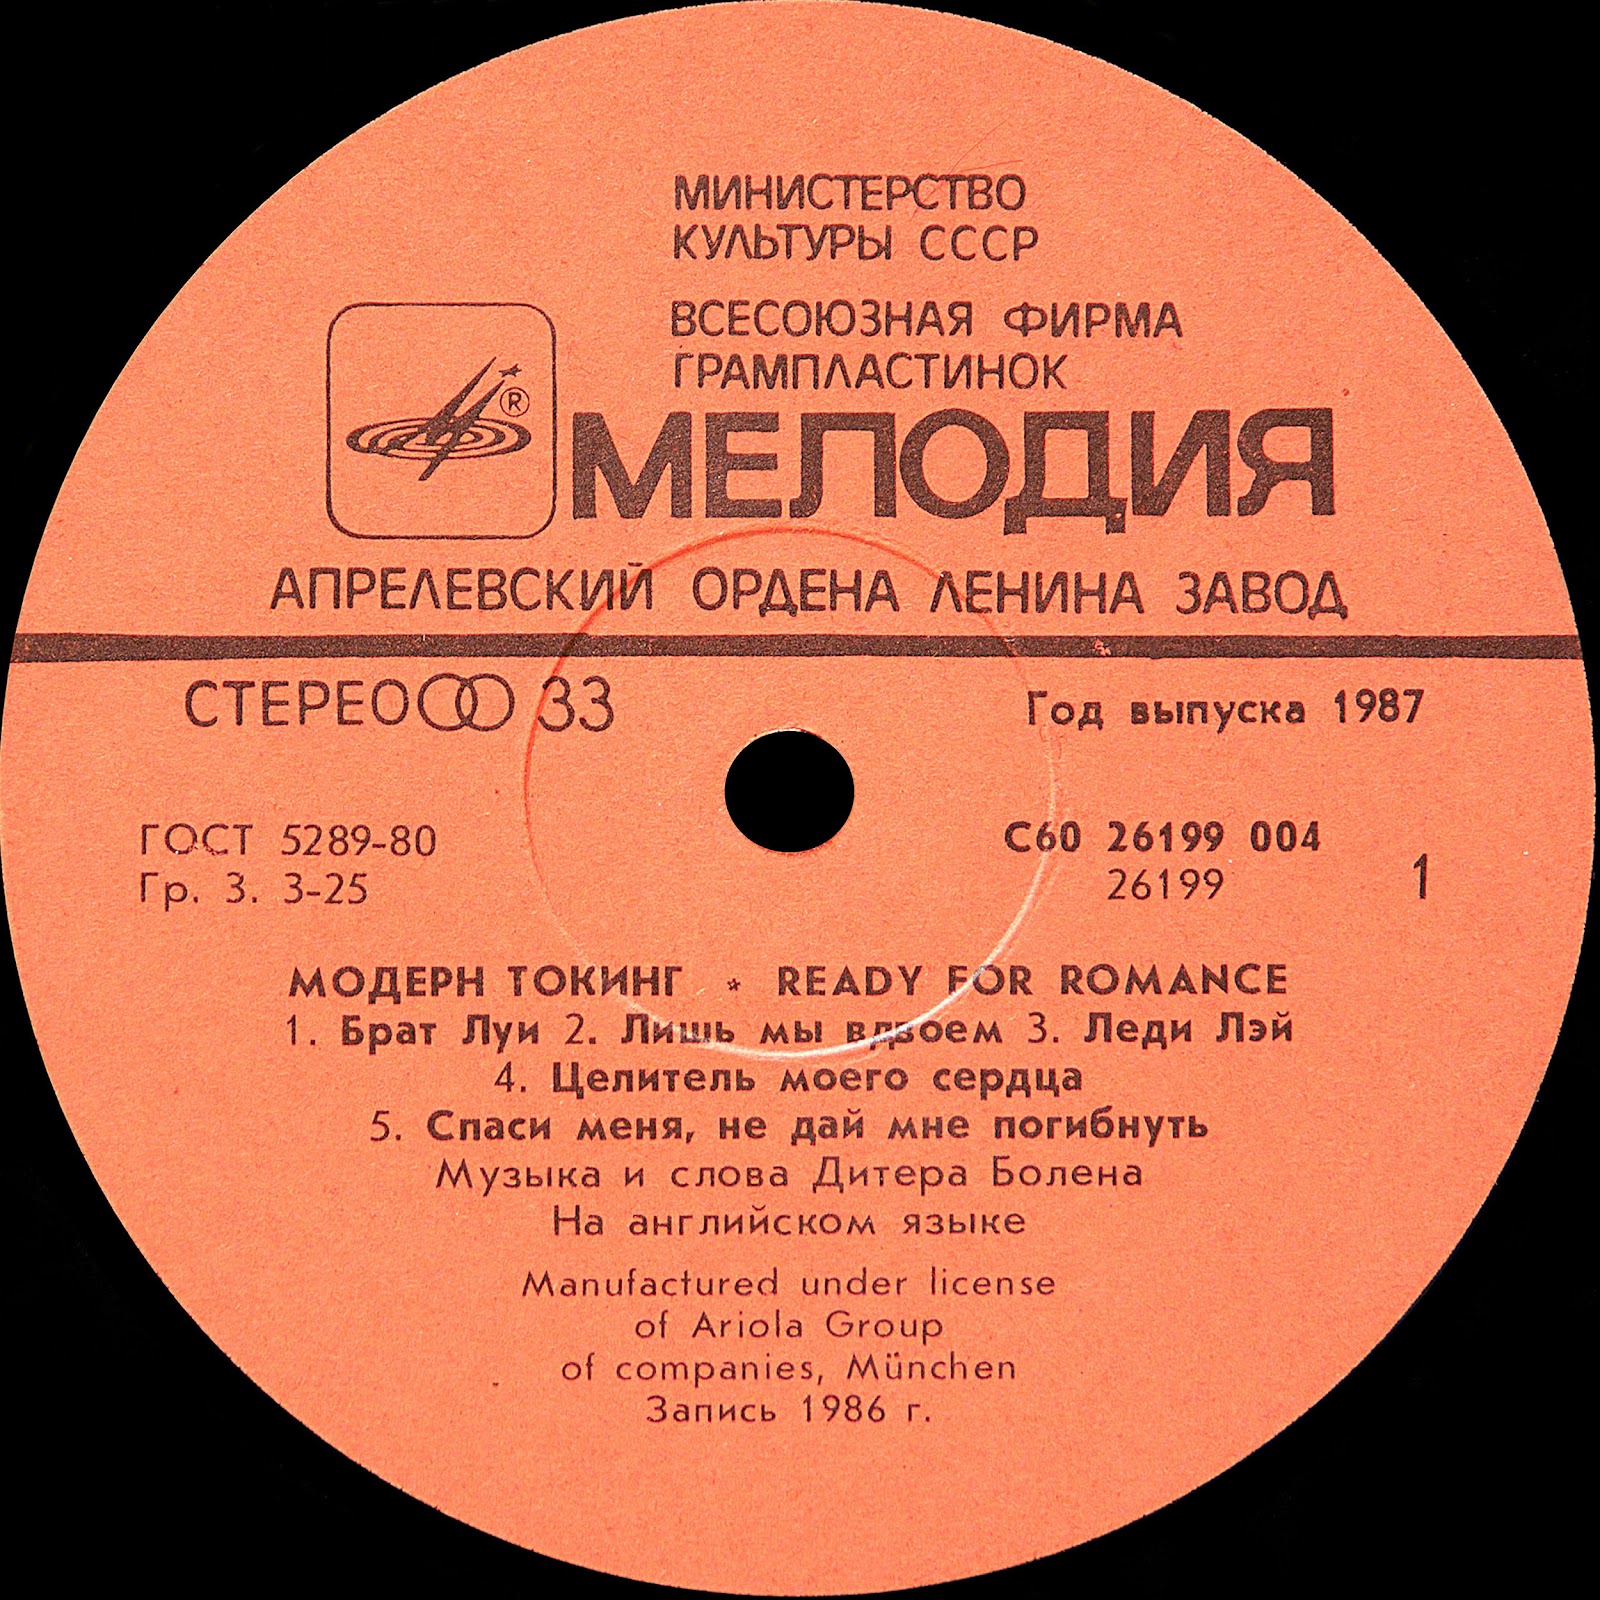 МИНИСТЕРСТВО
КУЛЬТУРЫ СССР
ВСЕСОЮЗНАЯ ФИРМА
ГРАМПЛАСТИНОК
®
МЕЛОДИЯ
АПРЕЛЕВСКИЙ ОРДЕНА ЛЕНИНА ЗАВОД
СТЕРЕО 33
Год выпуска 1987
ГОСТ 5289-80
Гр. 3. 3-25
С60 26199 004
26199
1
МОДЕРН ТОКИНГ * READY FOR ROMANCE
1. Брат Луи 2. Лишь мы вдвоем 3. Леди Лэй
4. Целитель моего сердца
5. Спаси меня, не дай мне погибнуть
Музыка и слова Дитера Болена
На английском языке
Manufactured under license
of Ariola Group
of companies, München
Запись 1986 г.